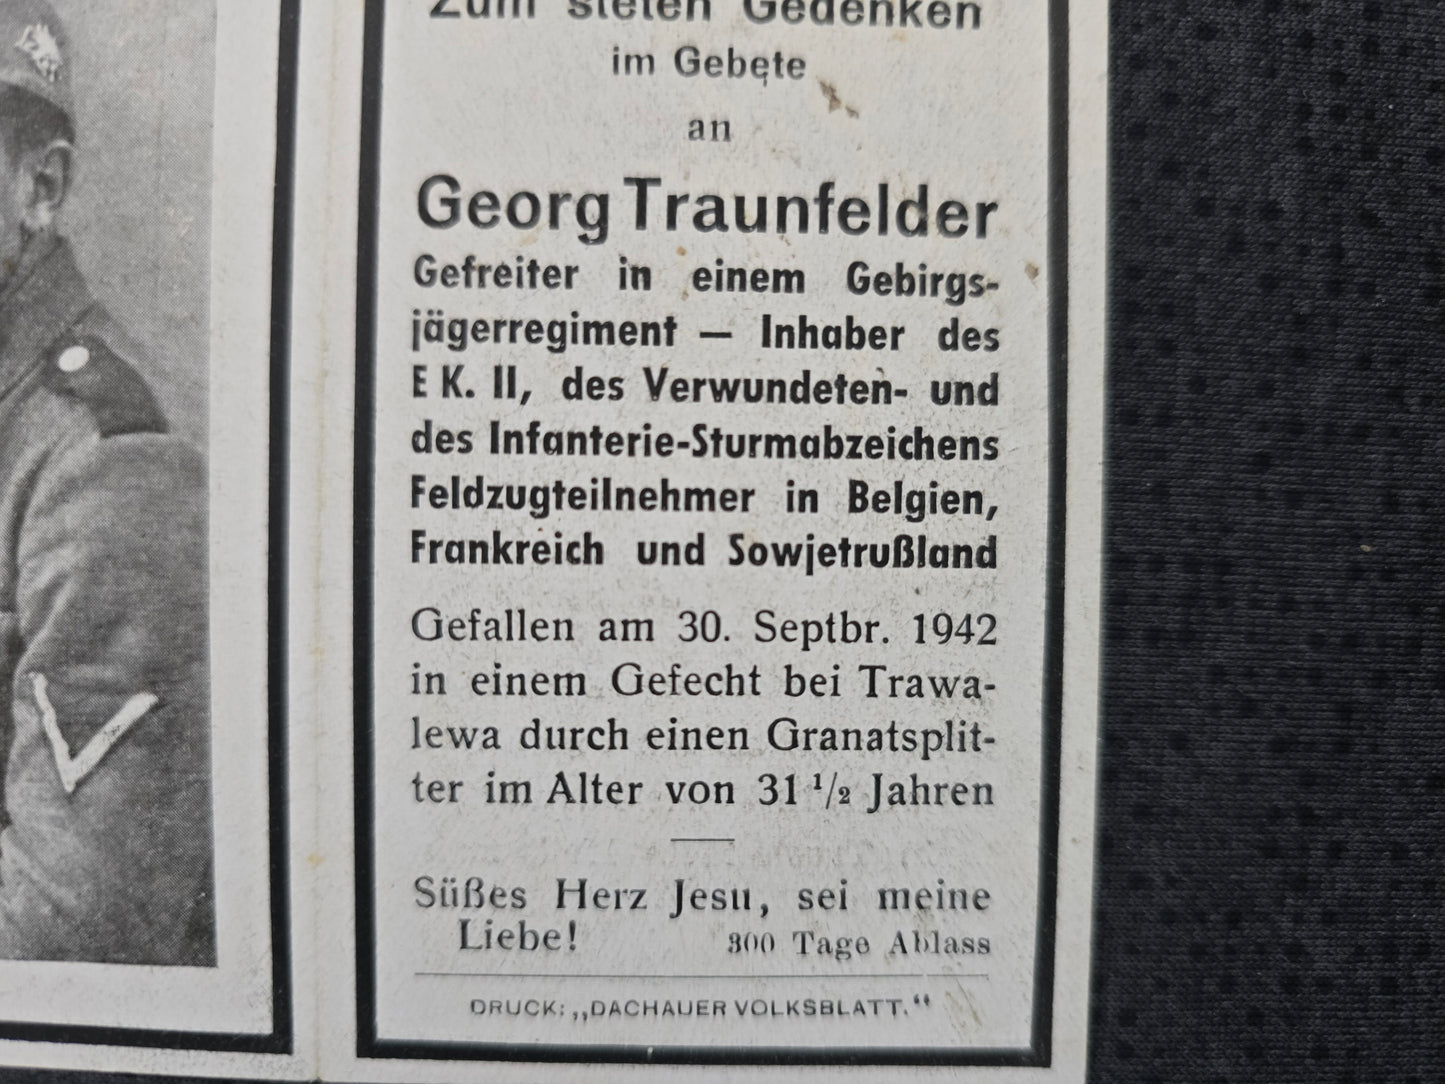 Zum steten Gedenken
im Gebete
an
Georg Traunfelder
Gefreiter in einem Gebirgs-
jägerregiment — Inhaber des
E K. II, des Verwundeten- und
des Infanterie-Sturmabzeichens
Feldzugteilnehmer in Belgien,
Frankreich und Sowjetrußland
Gefallen am 30. Septbr. 1942
in einem Gefecht bei Trawa-
lewa durch einen Granatsplit-
ter im Alter von 31 1/2 Jahren
Süßes Herz Jesu, sei meine
Liebe! 300 Tage Ablass
DRUCK: „DACHAUER VOLKSBLATT.“